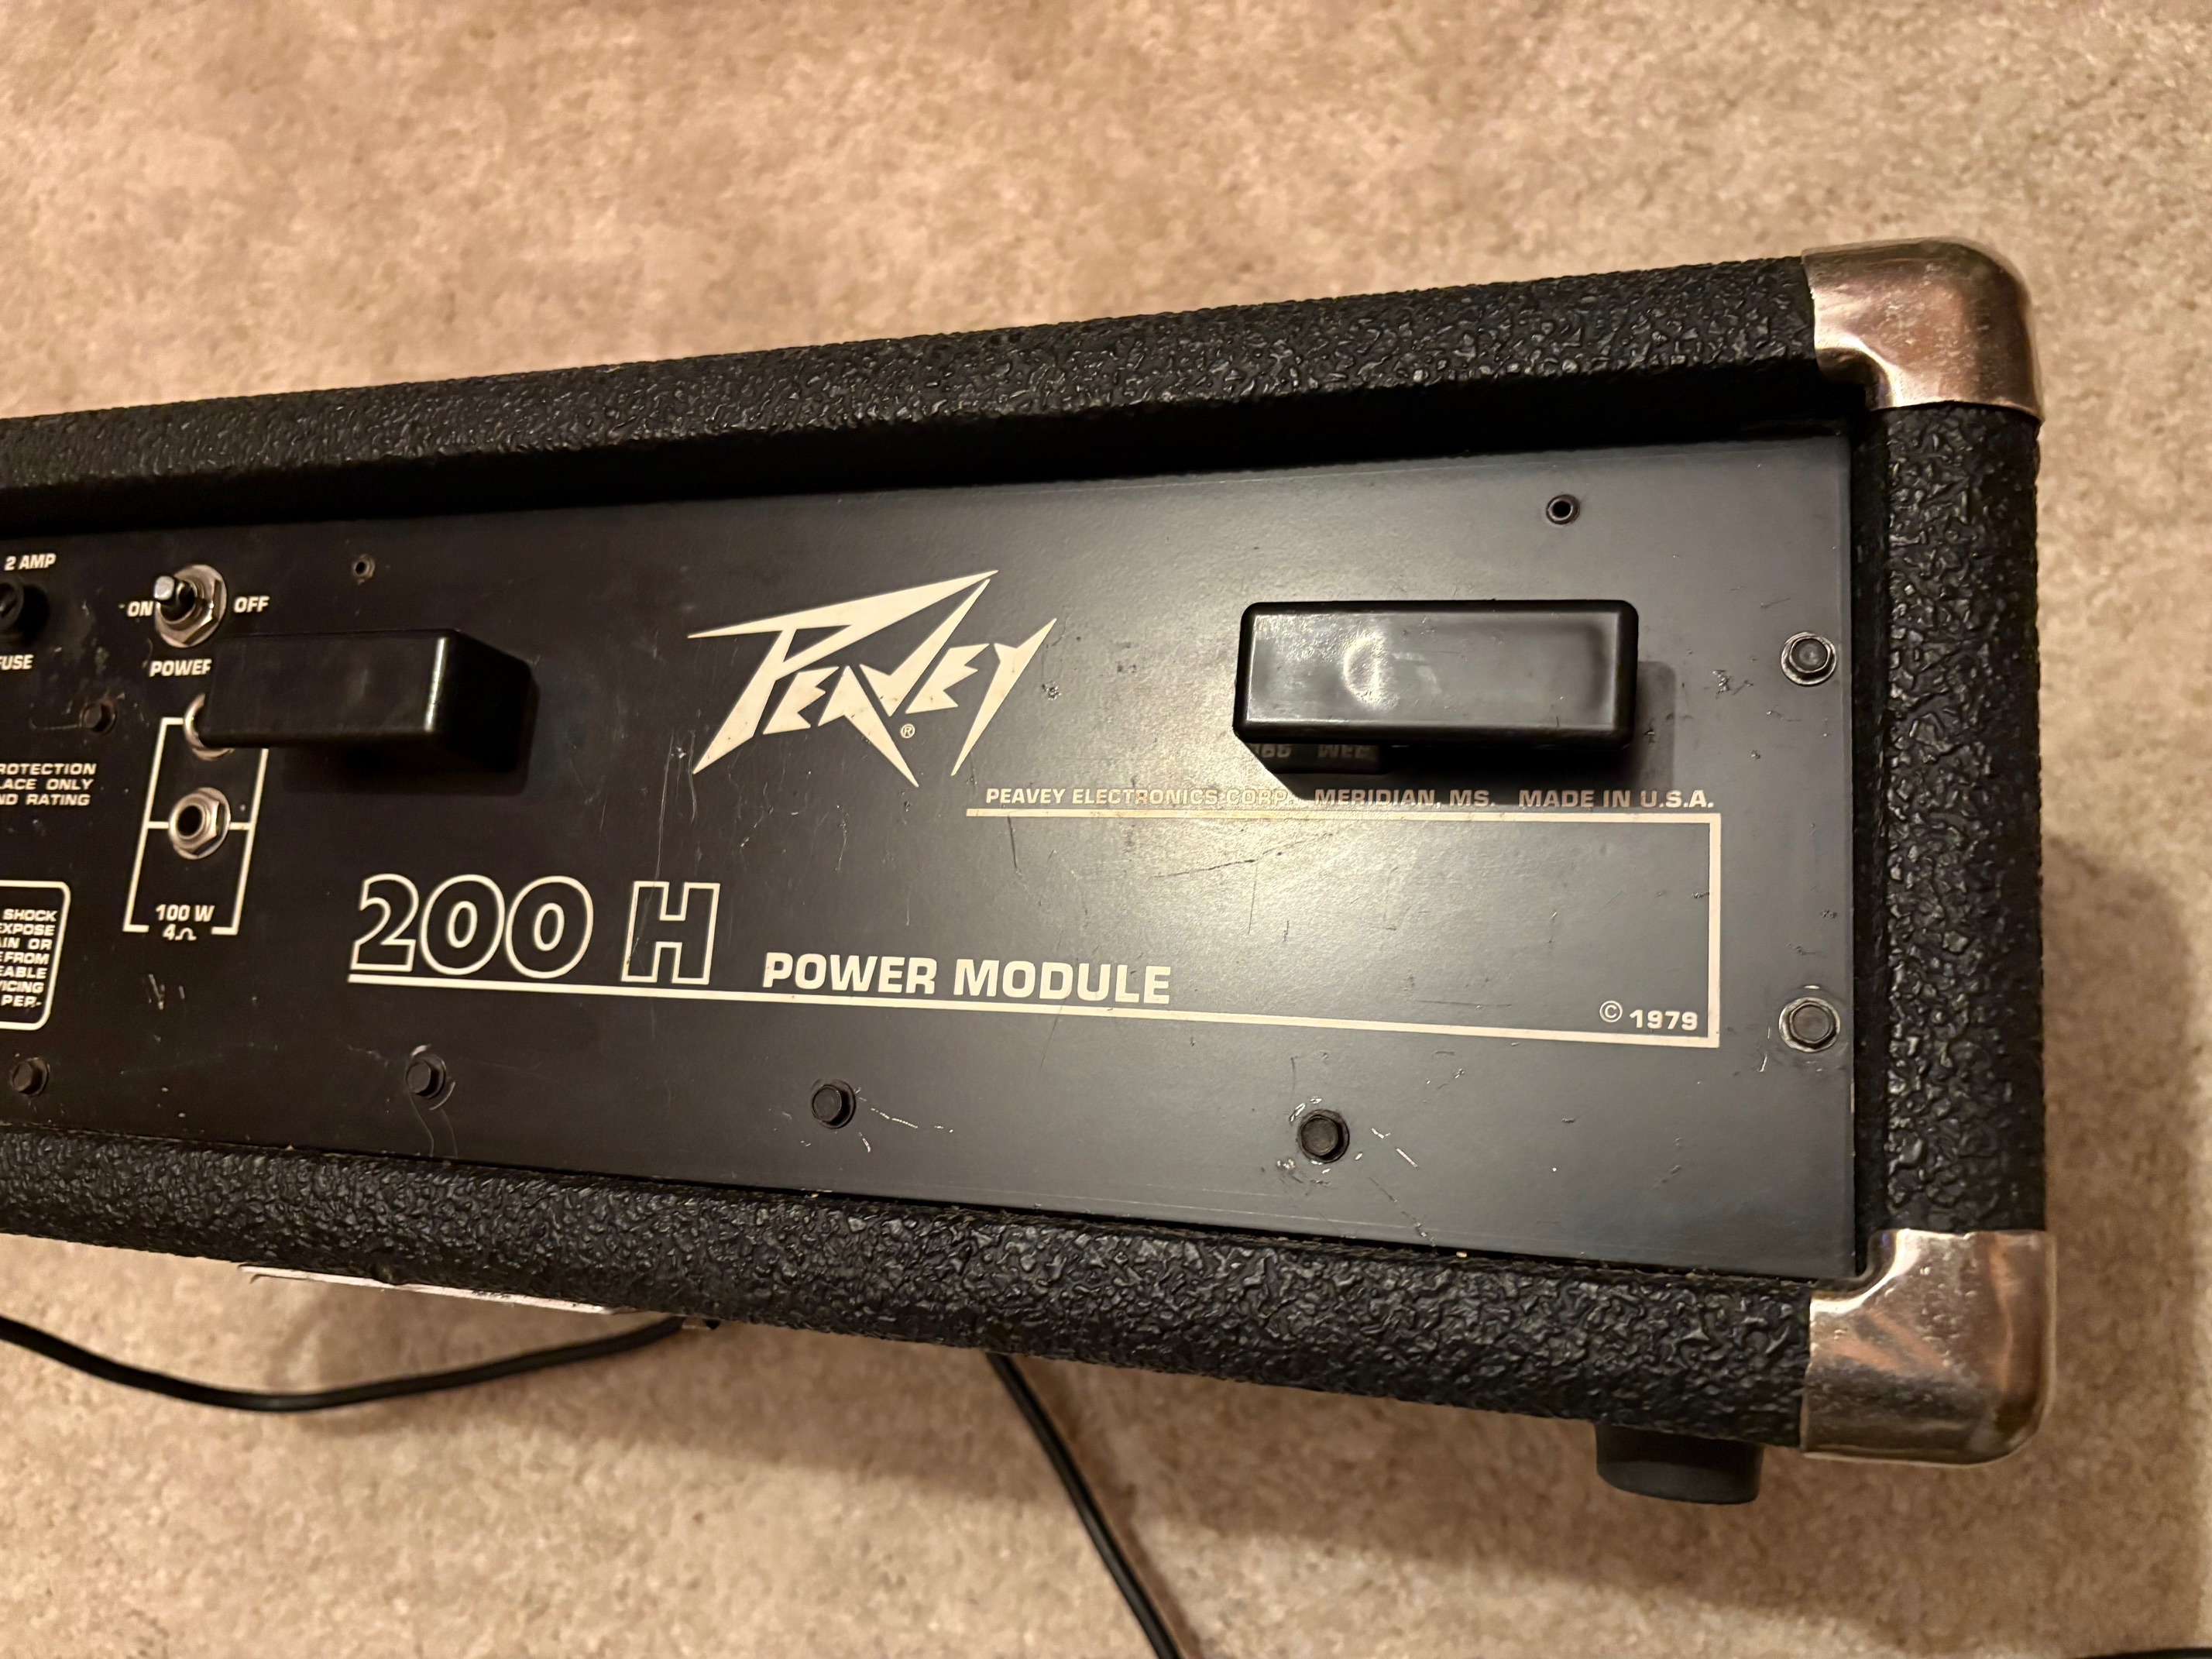 2 AMP
ON
OFF
FUSE
POWER
ROTECTION
LACE ONLY
ND RATING
100 W
4Ω
SHOCK
EXPOSE
AIN OR
FROM
EABLE
VICING
PER-
PEAVEY®
PEAVEY ELECTRONICS CORP. MERIDIAN, MS. MADE IN U.S.A.
200 H POWER MODULE
© 1979